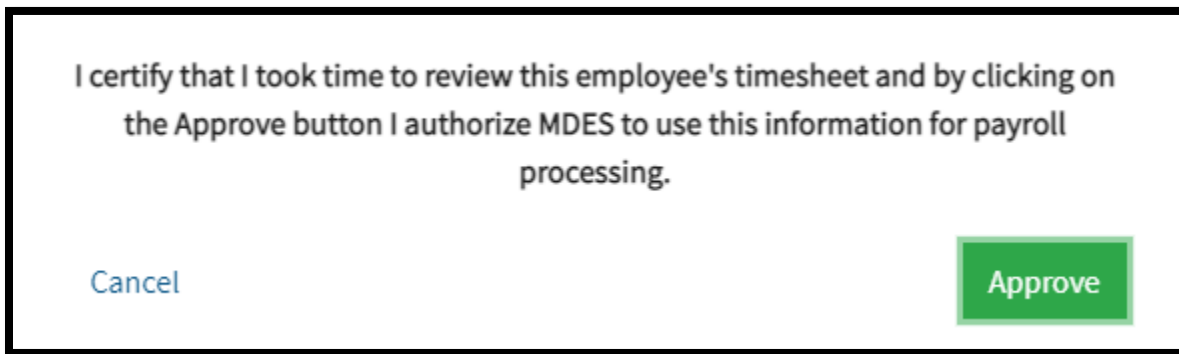 I certify that I took time to review this employee's timesheet and by clicking on
the Approve button I authorize MDES to use this information for payroll
processing.
Cancel
Approve